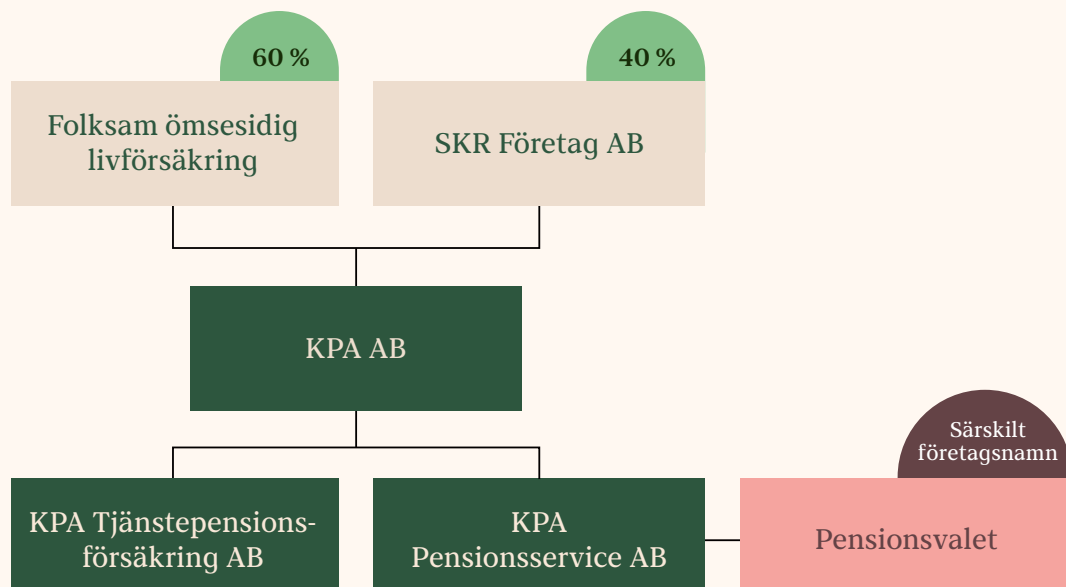 60 %
40 %
Folksam ömsesidig
livförsäkring
SKR Företag AB
KPA AB
Särskilt
företagsnamn
KPA Tjänstepensions-
försäkring AB
KPA
Pensionsservice AB
Pensionsvalet